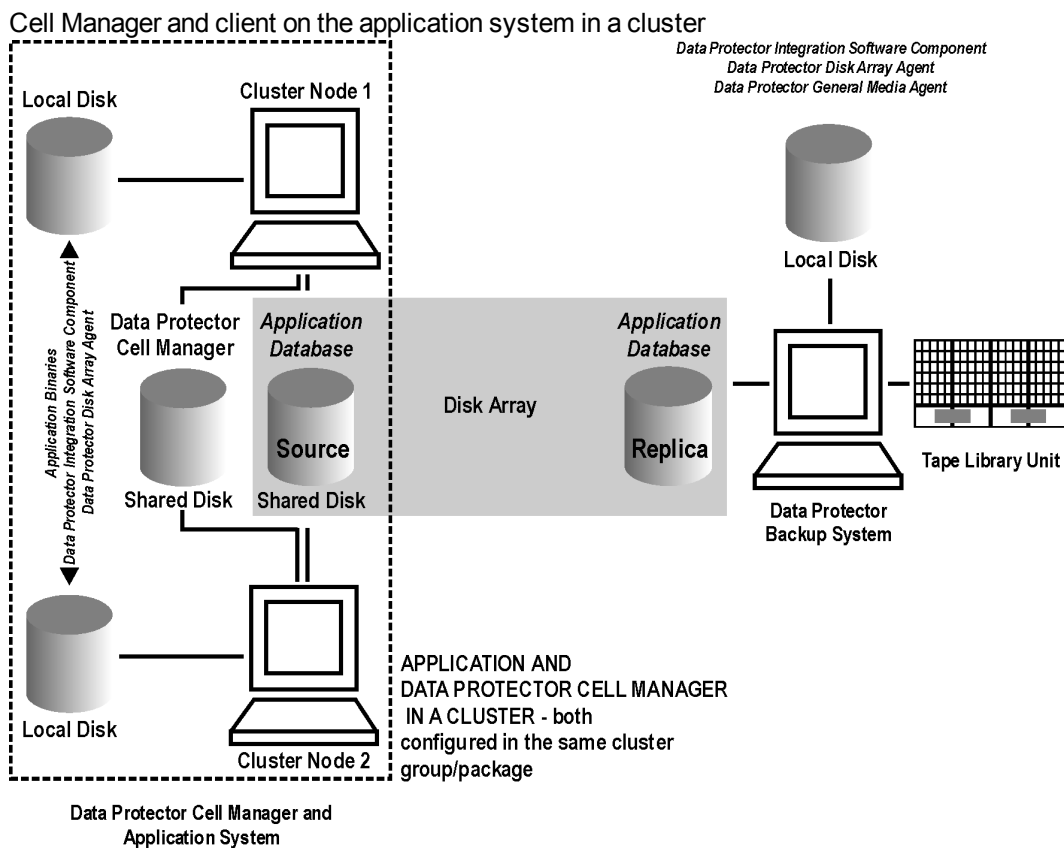 Cell Manager and client on the application system in a cluster
Data Protector Integration Software Component
Data Protector Disk Array Agent
Data Protector General Media Agent
Local Disk
Cluster Node 1
Local Disk
Application Binaries
Data Protector Integration Software Component
Data Protector Disk Array Agent
Data Protector
Cell Manager
Shared Disk
Application
Database
Source
Shared Disk
Disk Array
Application
Database
Replica
Data Protector
Backup System
Tape Library Unit
Local Disk
Cluster Node 2
APPLICATION AND
DATA PROTECTOR CELL MANAGER
IN A CLUSTER - both
configured in the same cluster
group/package
Data Protector Cell Manager and
Application System